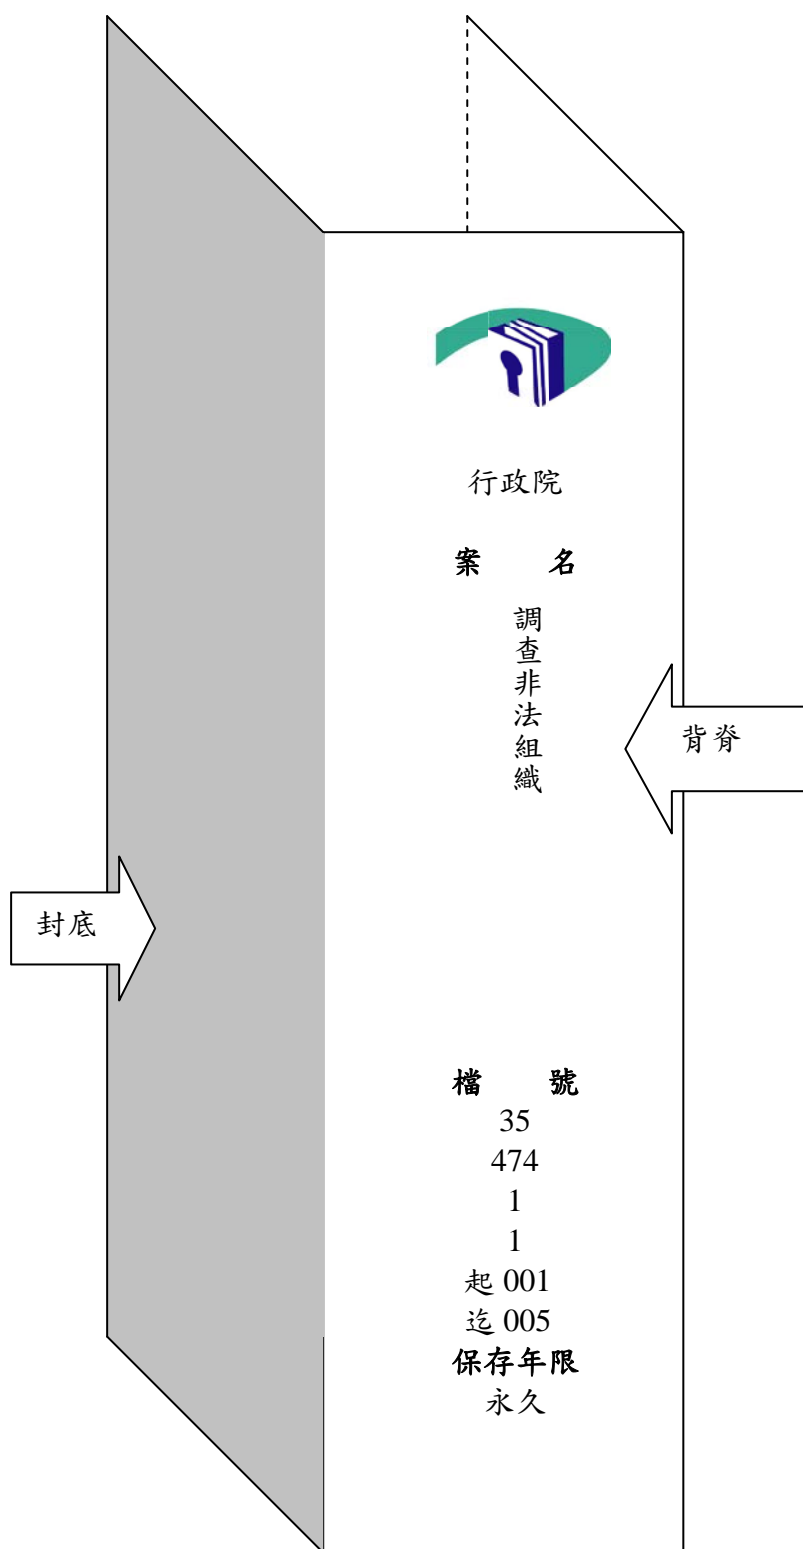 行政院
案 名
調查非法組織
背脊
封底
檔 號
35
474
1
1
起 001
迄 005
保存年限
永久